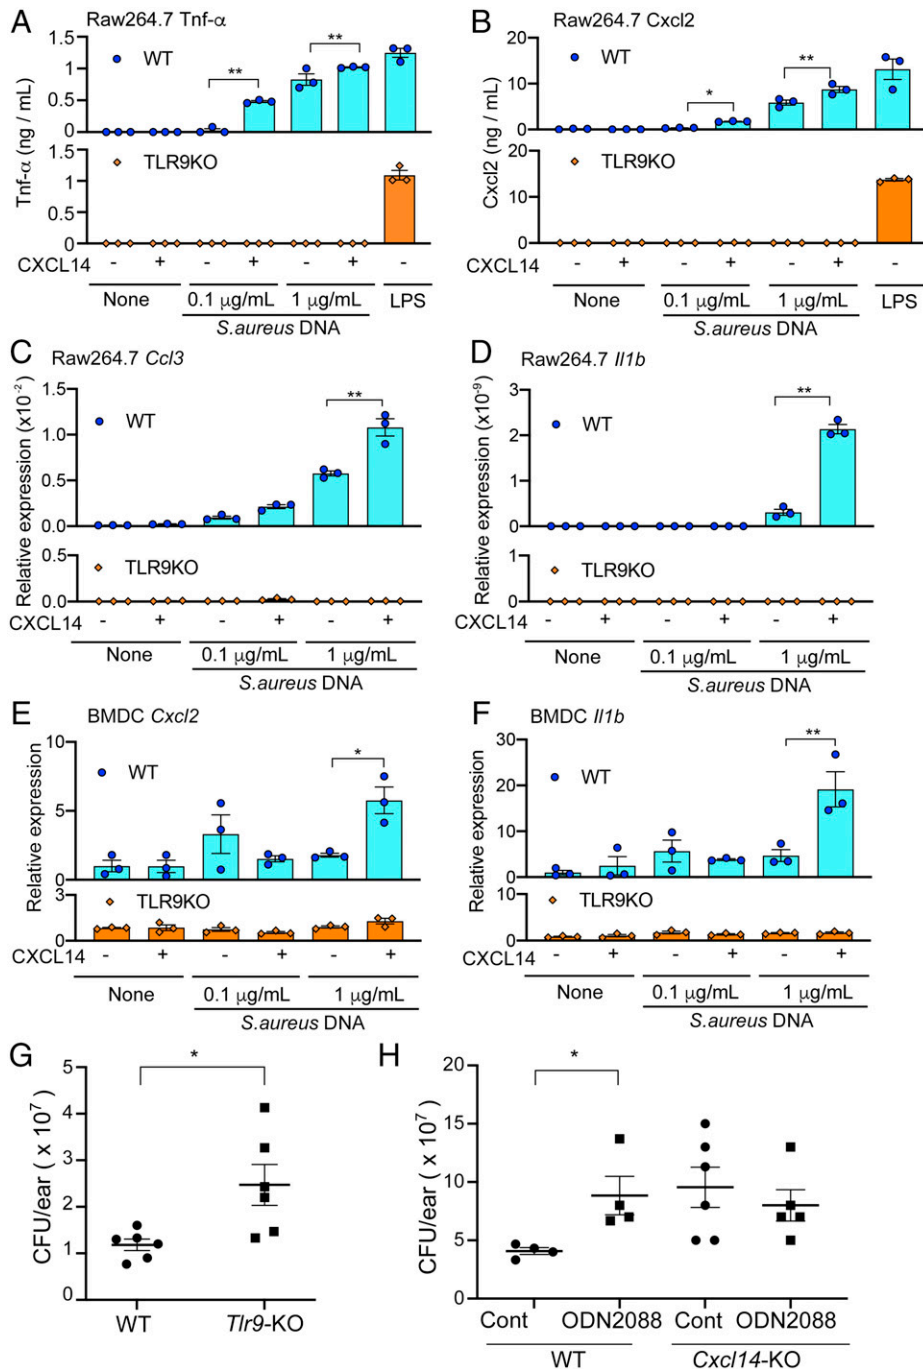 A Raw264.7 Tnf-α
1.5
1.0
0.5
0
WT
**
**
1.5
1.0
0.5
0
TLR9KO
Tnf-α (ng / mL)
CXCL14 - + - + - + -
None 0.1 µg/mL 1 µg/mL LPS
S.aureus DNA
B Raw264.7 Cxcl2
20
10
0
WT
*
**
20
10
0
TLR9KO
Cxcl2 (ng / mL)
CXCL14 - + - + - + -
None 0.1 µg/mL 1 µg/mL LPS
S.aureus DNA
C Raw264.7 Ccl3
1.5
1.0
0.5
0.0
WT
**
0.5
0.0
TLR9KO
Relative expression (x10-2)
CXCL14 - + - + - +
None 0.1 µg/mL 1 µg/mL
S.aureus DNA
D Raw264.7 Il1b
3
2
1
0
WT
**
1
0
TLR9KO
Relative expression (x10-9)
CXCL14 - + - + - +
None 0.1 µg/mL 1 µg/mL
S.aureus DNA
E BMDC Cxcl2
10
5
0
WT
*
3
0
TLR9KO
Relative expression
CXCL14 - + - + - +
None 0.1 µg/mL 1 µg/mL
S.aureus DNA
F BMDC Il1b
30
20
10
0
WT
**
10
0
TLR9KO
Relative expression
CXCL14 - + - + - +
None 0.1 µg/mL 1 µg/mL
S.aureus DNA
G
5
4
3
2
1
0
*
CFU/ear ( x 10⁷)
WT Tlr9-KO
H
20
15
10
5
0
*
CFU/ear ( x 10⁷)
Cont ODN2088 Cont ODN2088
WT Cxcl14-KO